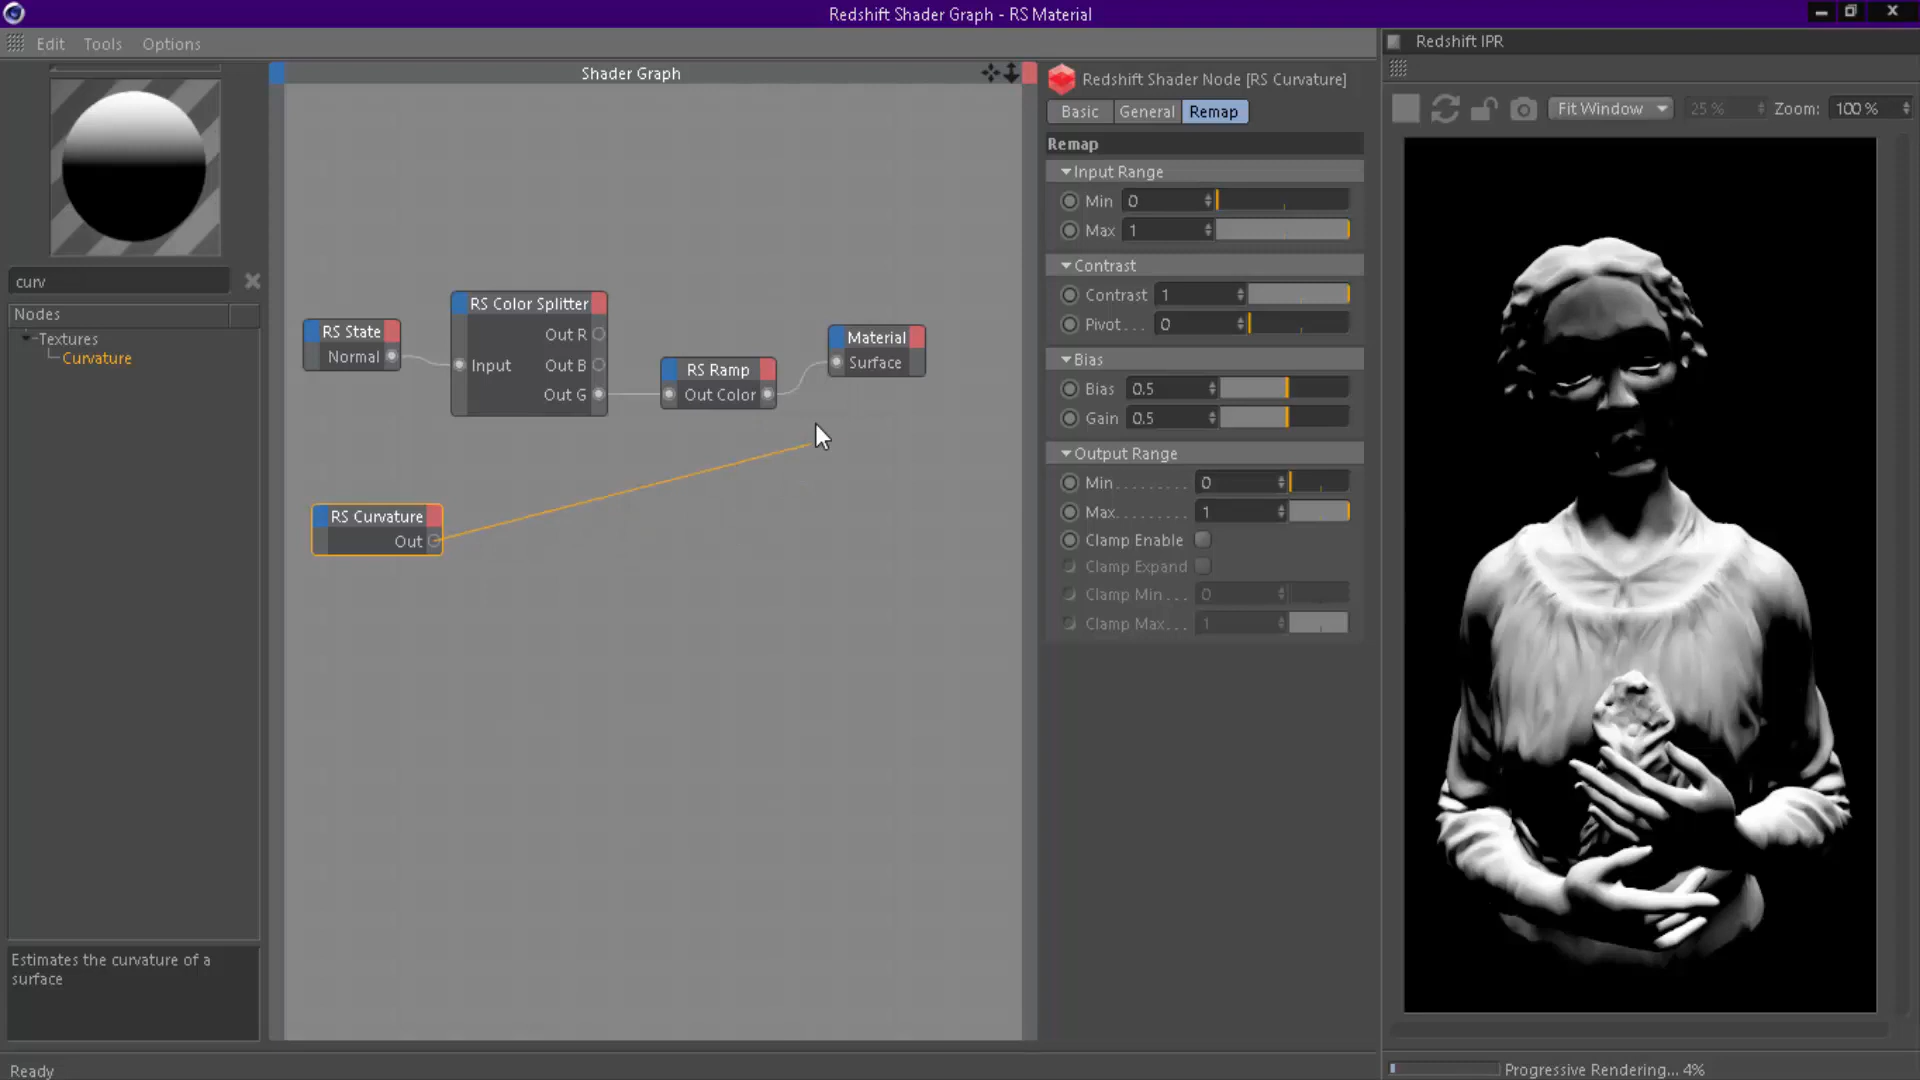 Redshift Shader Graph - RS Material
Edit
Tools
Options
Shader Graph
curv
Nodes
Textures
Curvature
Estimates the curvature of a
surface
Ready
RS State
Normal
RS Color Splitter
Out R
Input
Out B
Out G
RS Ramp
Out Color
Material
Surface
RS Curvature
Out
Redshift Shader Node [RS Curvature]
Basic
General
Remap
Remap
Input Range
Min 0
Max 1
Contrast
Contrast 1
Pivot... 0
Bias
Bias 0.5
Gain 0.5
Output Range
Min......... 0
Max......... 1
Clamp Enable
Clamp Expand
Clamp Min... 0
Clamp Max... 1
Redshift IPR
Fit Window
25 %
Zoom: 100 %
Progressive Rendering... 4%